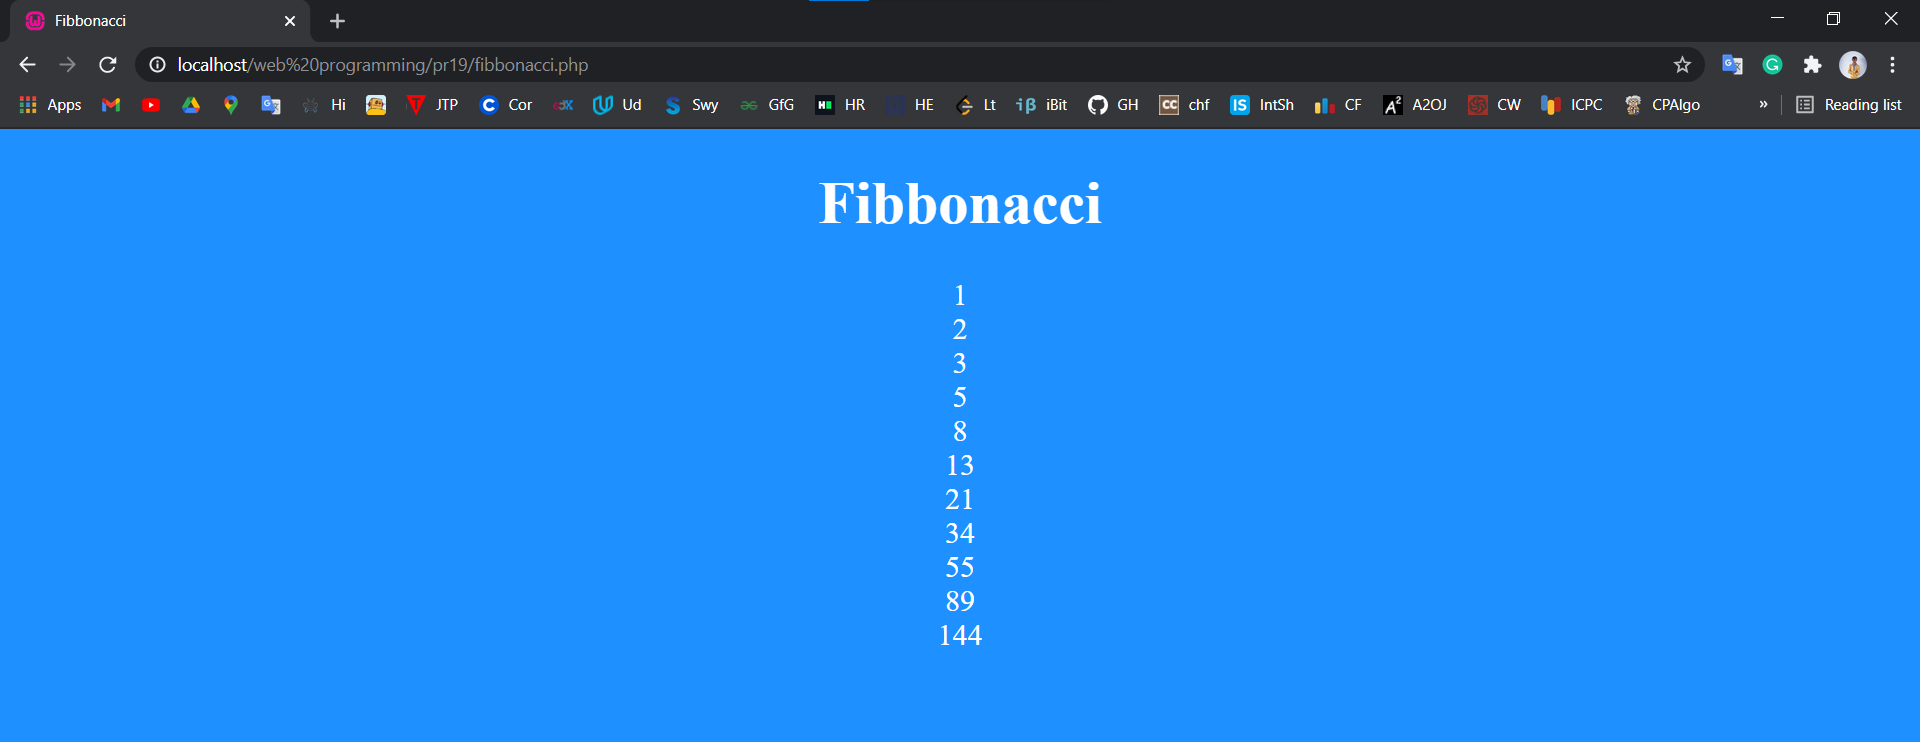 Fibbonacci
localhost/web%20programming/pr19/fibbonacci.php
Apps Hi JTP Cor Ud Swy GfG HR HE Lt iBit GH chf IntSh CF A2OJ CW ICPC CPAlgo » Reading list
Fibbonacci
1
2
3
5
8
13
21
34
55
89
144